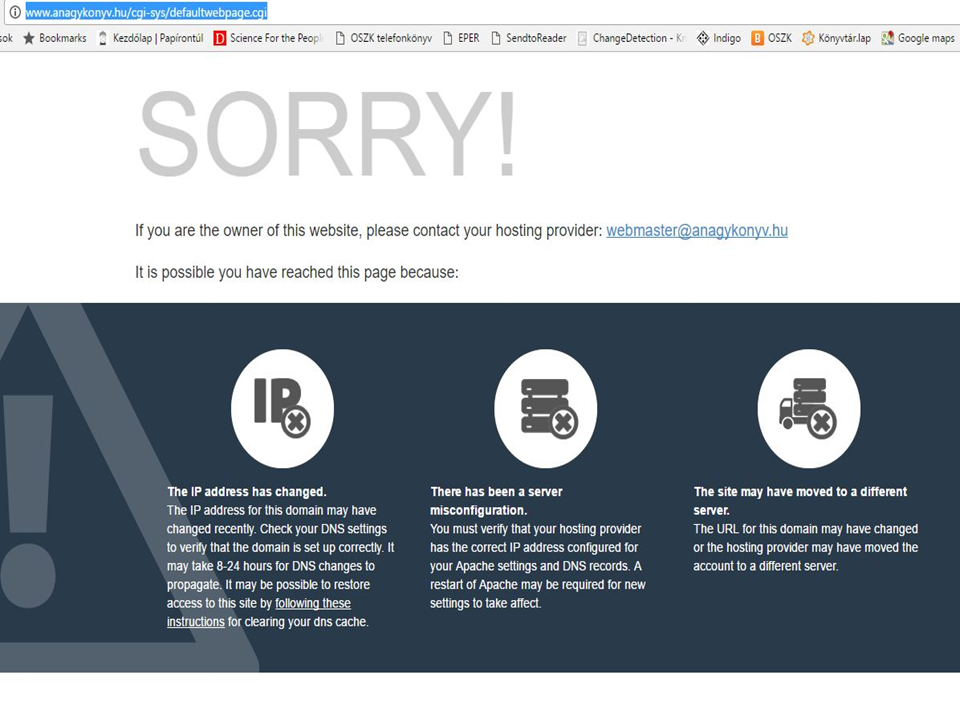 www.anagykonyv.hu/cgi-sys/defaultwebpage.cgi
sok Bookmarks Kezdőlap | Papírontúl Science For the Peopl OSZK telefonkönyv EPER SendtoReader ChangeDetection - Kn Indigo OSZK Könyvtár.lap Google maps
SORRY!
If you are the owner of this website, please contact your hosting provider: webmaster@anagykonyv.hu
It is possible you have reached this page because:
IP
The IP address has changed.
The IP address for this domain may have
changed recently. Check your DNS settings
to verify that the domain is set up correctly. It
may take 8-24 hours for DNS changes to
propagate. It may be possible to restore
access to this site by following these
instructions for clearing your dns cache.
There has been a server
misconfiguration.
You must verify that your hosting provider
has the correct IP address configured for
your Apache settings and DNS records. A
restart of Apache may be required for new
settings to take affect.
The site may have moved to a different
server.
The URL for this domain may have changed
or the hosting provider may have moved the
account to a different server.